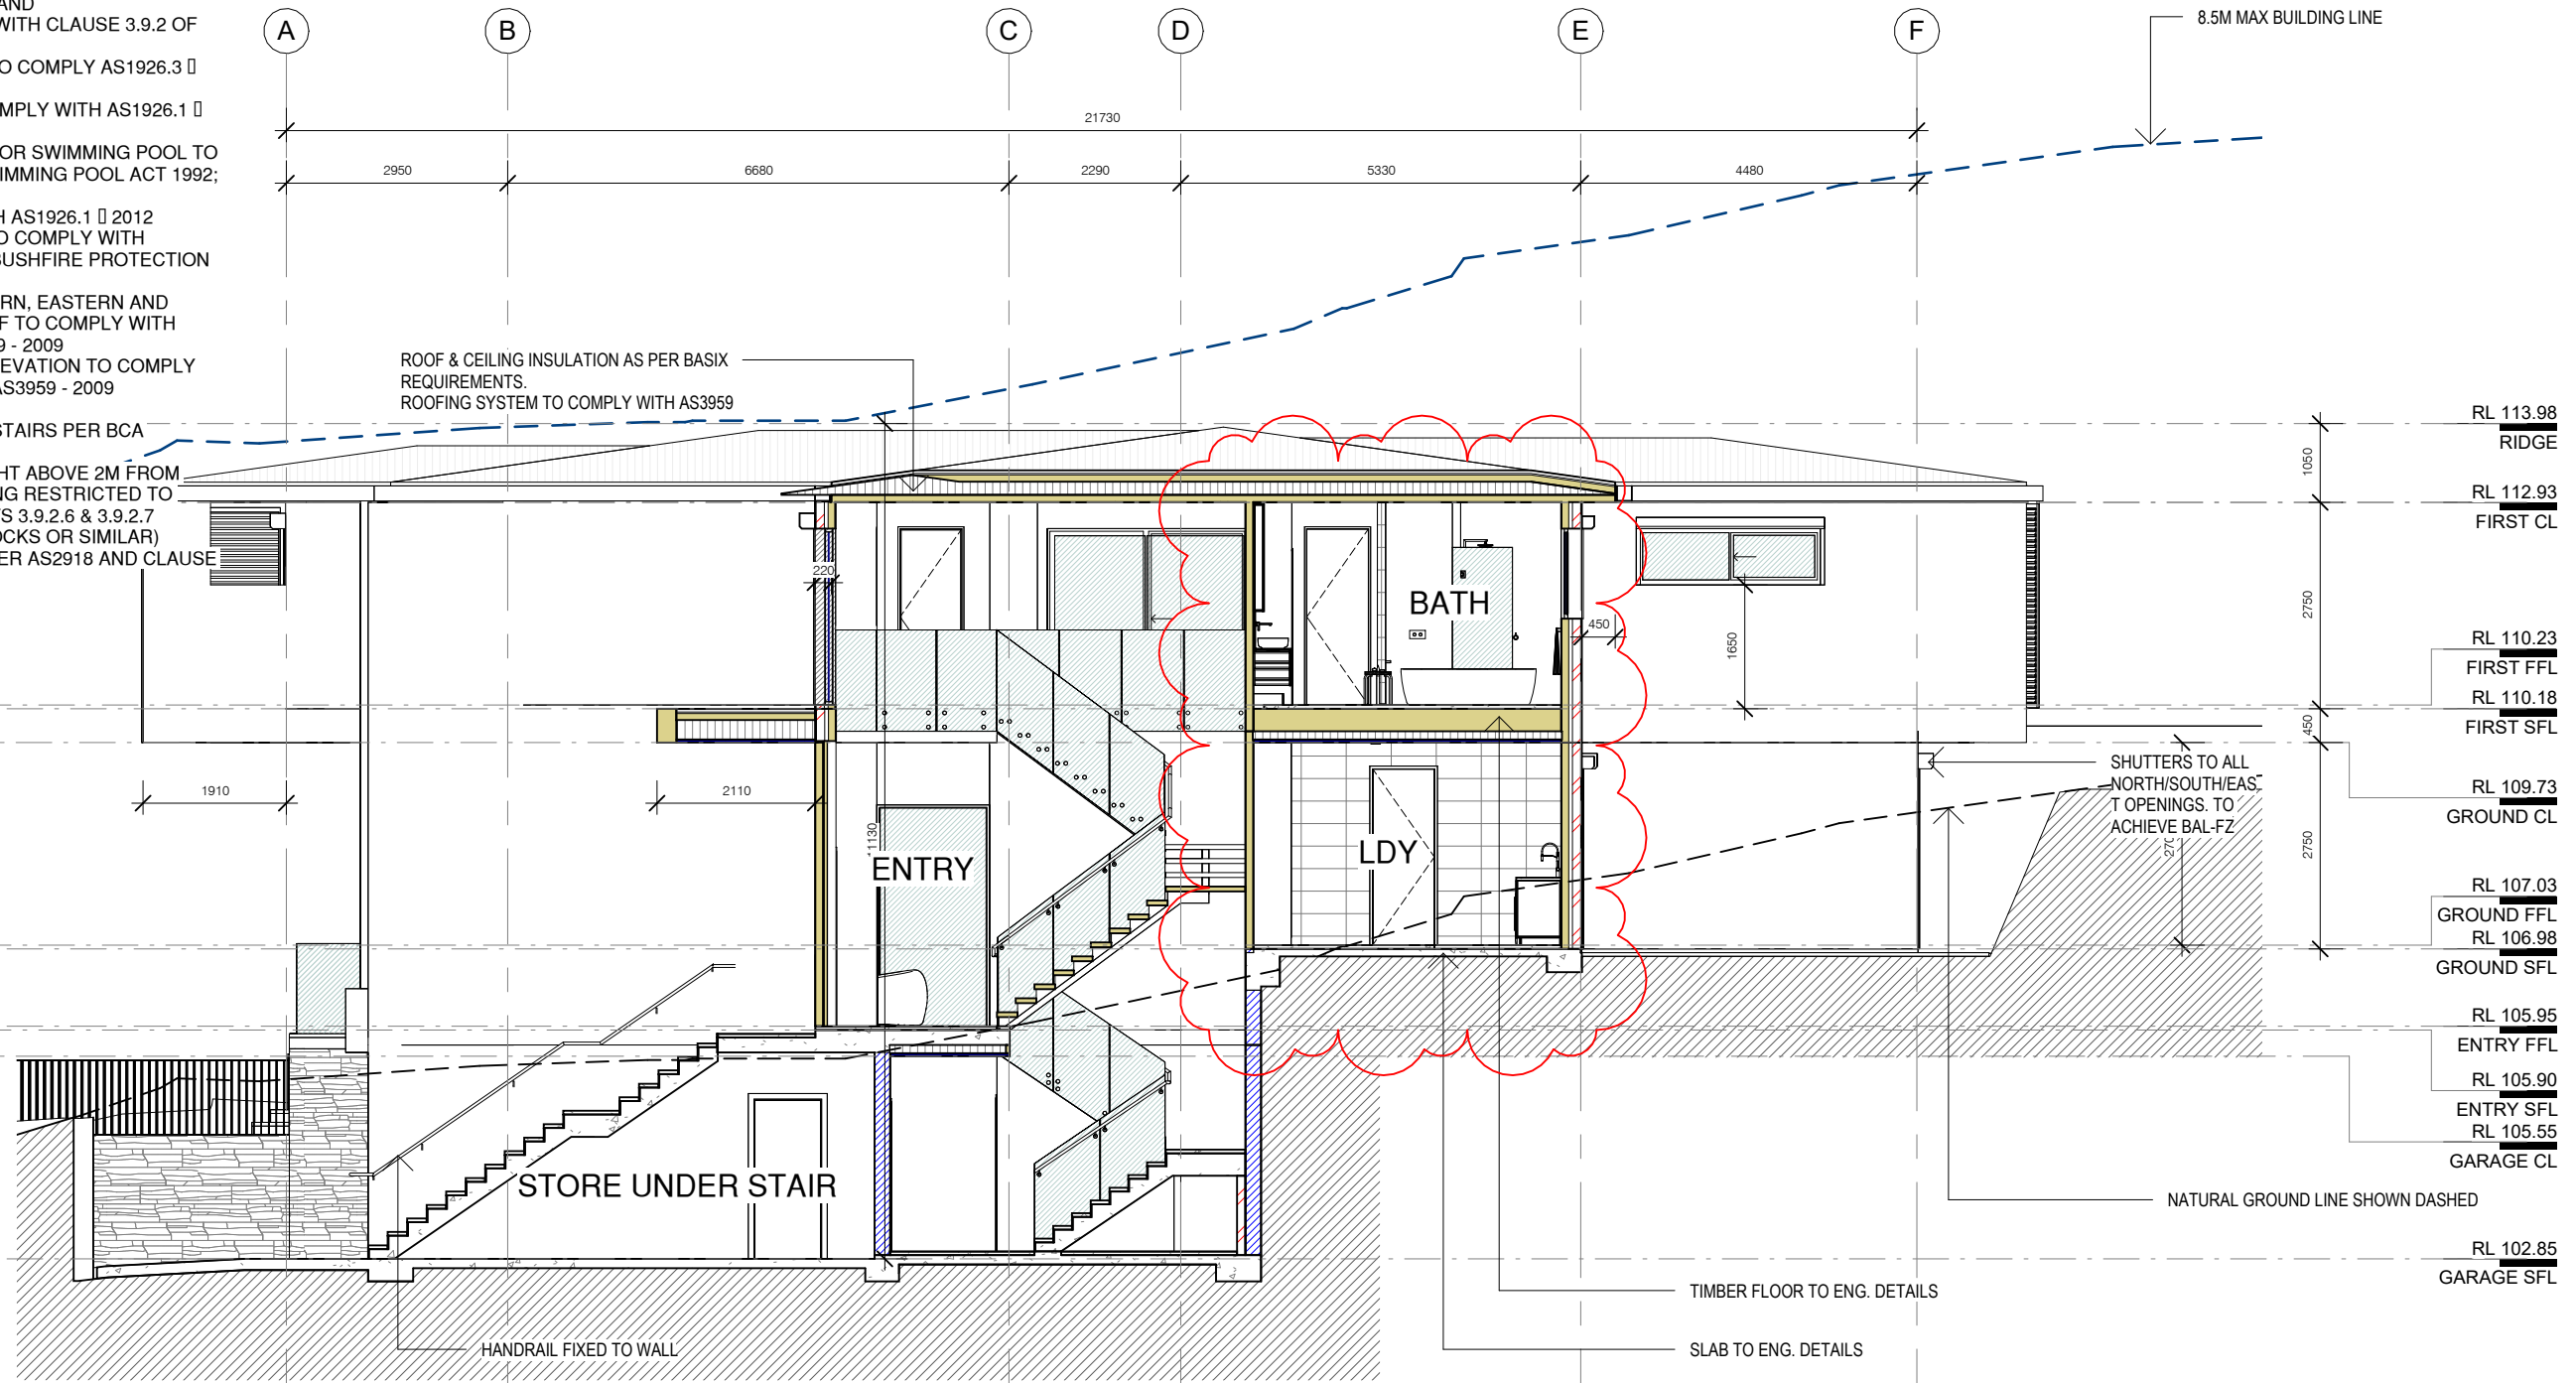 AND
WITH CLAUSE 3.9.2 OF
O COMPLY AS1926.3
MPLY WITH AS1926.1
OR SWIMMING POOL TO
IMMING POOL ACT 1992;
H AS1926.1 2012
O COMPLY WITH
BUSHFIRE PROTECTION
RN, EASTERN AND
F TO COMPLY WITH
9 - 2009
EVATION TO COMPLY
AS3959 - 2009
STAIRS PER BCA
HT ABOVE 2M FROM
NG RESTRICTED TO
S 3.9.2.6 & 3.9.2.7
OCKS OR SIMILAR)
ER AS2918 AND CLAUSE
A
B
C
D
E
F
8.5M MAX BUILDING LINE
21730
2950
6680
2290
5330
4480
ROOF & CEILING INSULATION AS PER BASIX
REQUIREMENTS.
ROOFING SYSTEM TO COMPLY WITH AS3959
220
BATH
450
1650
1910
2110
11130
ENTRY
LDY
STORE UNDER STAIR
SHUTTERS TO ALL
NORTH/SOUTH/EAS
T OPENINGS. TO
ACHIEVE BAL-FZ
1050
2750
450
2750
RL 113.98
RIDGE
RL 112.93
FIRST CL
RL 110.23
FIRST FFL
RL 110.18
FIRST SFL
RL 109.73
GROUND CL
RL 107.03
GROUND FFL
RL 106.98
GROUND SFL
RL 105.95
ENTRY FFL
RL 105.90
ENTRY SFL
RL 105.55
GARAGE CL
RL 102.85
GARAGE SFL
NATURAL GROUND LINE SHOWN DASHED
TIMBER FLOOR TO ENG. DETAILS
SLAB TO ENG. DETAILS
HANDRAIL FIXED TO WALL